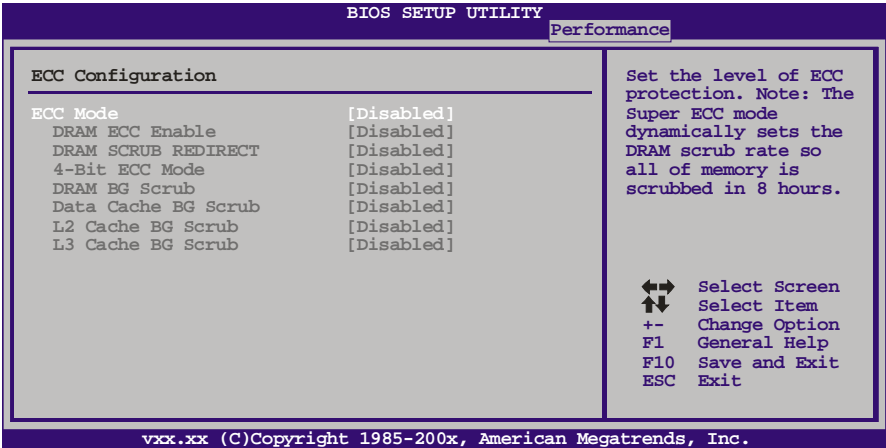 BIOS SETUP UTILITY
Performance
ECC Configuration
ECC Mode [Disabled]
DRAM ECC Enable [Disabled]
DRAM SCRUB REDIRECT [Disabled]
4-Bit ECC Mode [Disabled]
DRAM BG Scrub [Disabled]
Data Cache BG Scrub [Disabled]
L2 Cache BG Scrub [Disabled]
L3 Cache BG Scrub [Disabled]
Set the level of ECC
protection. Note: The
Super ECC mode
dynamically sets the
DRAM scrub rate so
all of memory is
scrubbed in 8 hours.
Select Screen
Select Item
+- Change Option
F1 General Help
F10 Save and Exit
ESC Exit
vxx.xx (C)Copyright 1985-200x, American Megatrends, Inc.